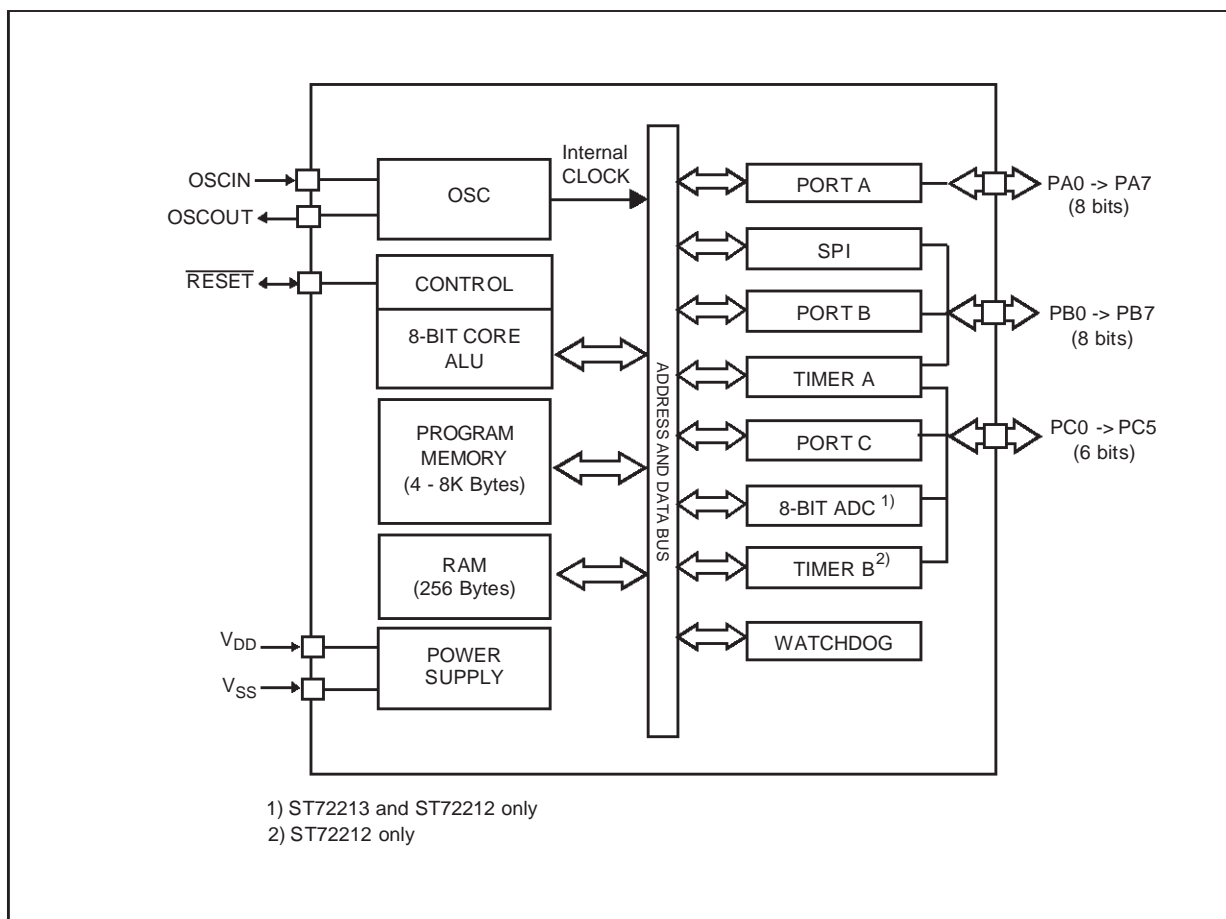 OSCIN
OSCOUT
RESET
V_DD
V_SS
OSC
Internal
CLOCK
CONTROL
8-BIT CORE
ALU
PROGRAM
MEMORY
(4 - 8K Bytes)
RAM
(256 Bytes)
POWER
SUPPLY
ADDRESS AND DATA BUS
PORT A
SPI
PORT B
TIMER A
PORT C
8-BIT ADC 1)
TIMER B2)
WATCHDOG
PA0 -> PA7
(8 bits)
PB0 -> PB7
(8 bits)
PC0 -> PC5
(6 bits)
1) ST72213 and ST72212 only
2) ST72212 only